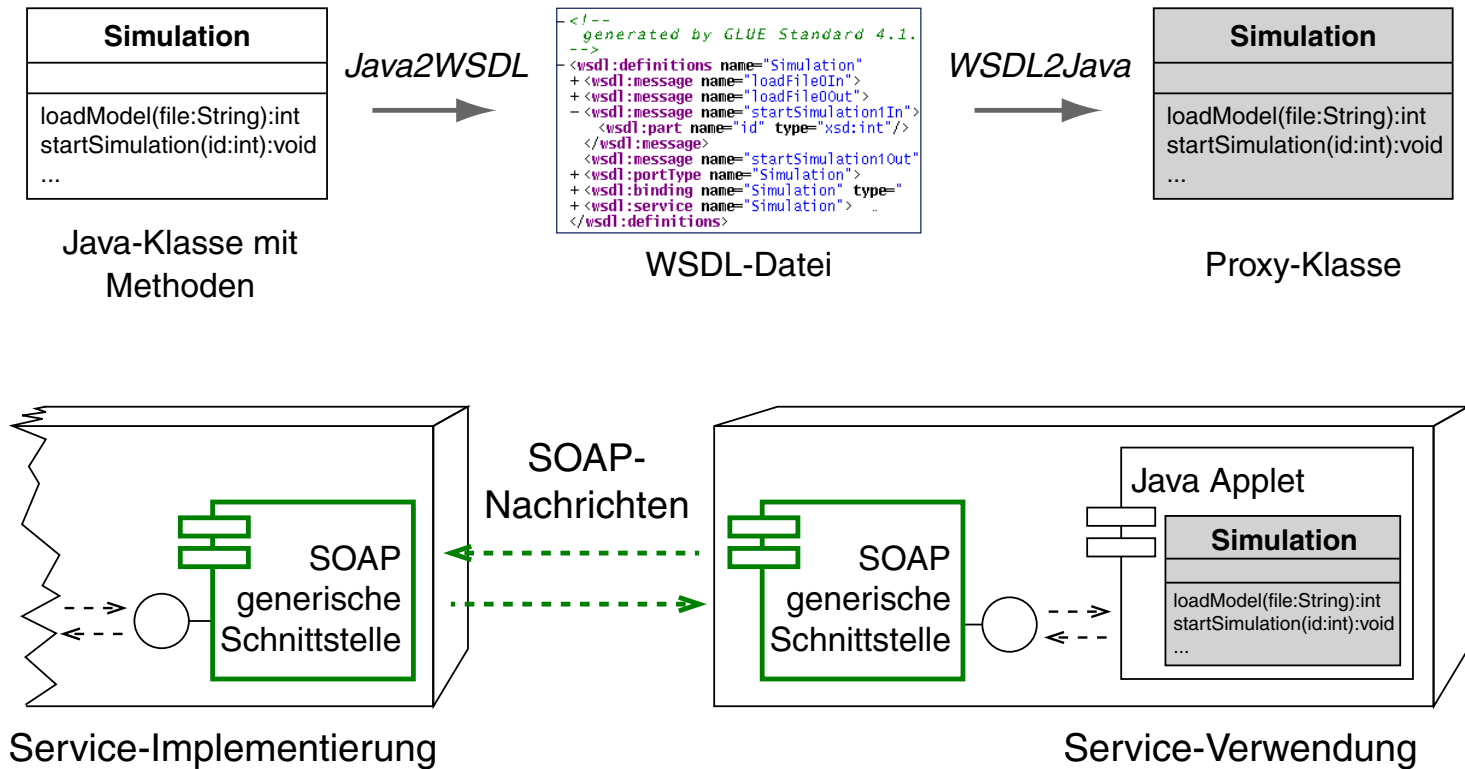 Simulation
loadModel(file:String):int
startSimulation(id:int):void
...
Java-Klasse mit
Methoden
Java2WSDL
- <!--
generated by GLUE Standard 4.1.
-->
- <wsdl:definitions name="Simulation"
+ <wsdl:message name="loadFile0In">
+ <wsdl:message name="loadFile0Out">
- <wsdl:message name="startSimulation1In">
<wsdl:part name="id" type="xsd:int"/>
</wsdl:message>
<wsdl:message name="startSimulation1Out"
+ <wsdl:portType name="Simulation">
+ <wsdl:binding name="Simulation" type="
+ <wsdl:service name="Simulation"> ..
</wsdl:definitions>
WSDL-Datei
WSDL2Java
Simulation
loadModel(file:String):int
startSimulation(id:int):void
...
Proxy-Klasse
SOAP
generische
Schnittstelle
Service-Implementierung
SOAP-
Nachrichten
SOAP
generische
Schnittstelle
Java Applet
Simulation
loadModel(file:String):int
startSimulation(id:int):void
...
Service-Verwendung